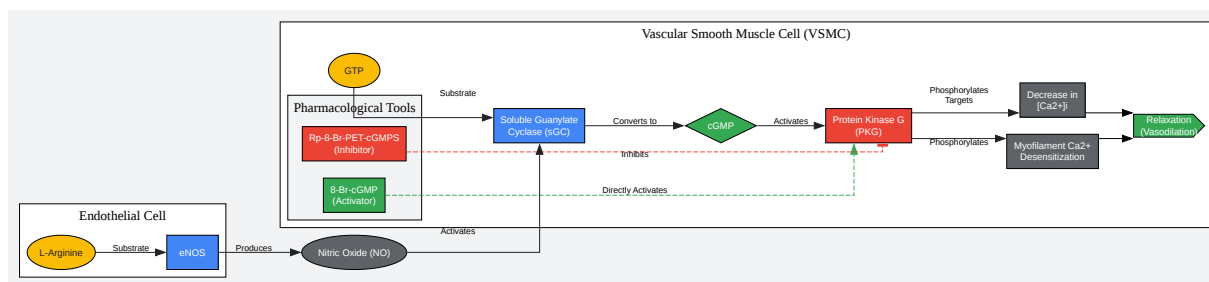 Vascular Smooth Muscle Cell (VSMC)
GTP
Pharmacological Tools
Rp-8-Br-PET-cGMPS
(Inhibitor)
8-Br-cGMP
(Activator)
Substrate
Soluble Guanylate
Cyclase (sGC)
Converts to
cGMP
Activates
Protein Kinase G
(PKG)
Inhibits
Directly Activates
Phosphorylates
Targets
Phosphorylates
Decrease in
[Ca2+]i
Myofilament Ca2+
Desensitization
Relaxation
(Vasodilation)
Endothelial Cell
L-Arginine
Substrate
eNOS
Produces
Nitric Oxide (NO)
Activates